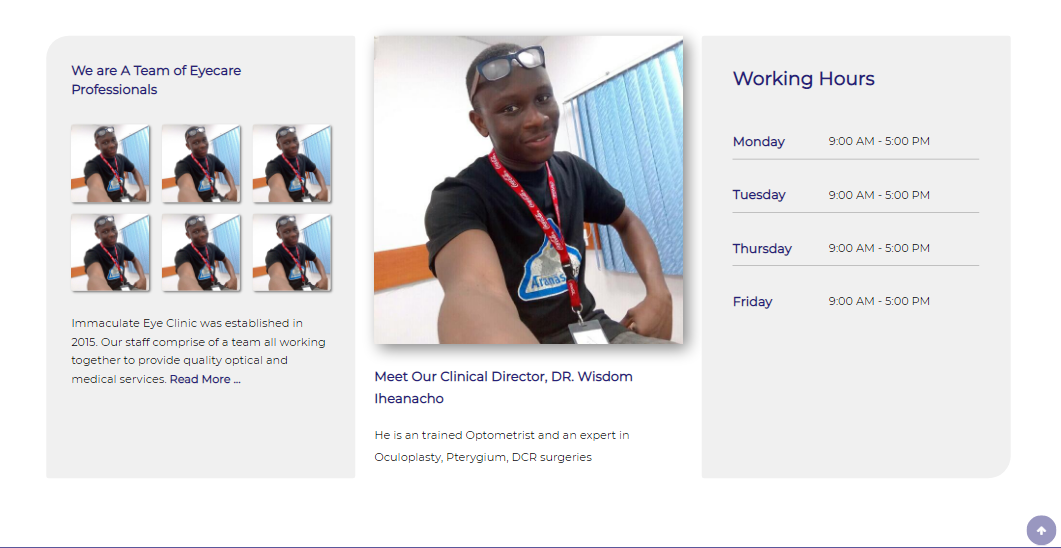 We are A Team of Eyecare
Professionals
Immaculate Eye Clinic was established in
2015. Our staff comprise of a team all working
together to provide quality optical and
medical services. Read More ...
Meet Our Clinical Director, DR. Wisdom
Iheanacho
He is an trained Optometrist and an expert in
Oculoplasty, Pterygium, DCR surgeries
Working Hours
Monday 9:00 AM - 5:00 PM
Tuesday 9:00 AM - 5:00 PM
Thursday 9:00 AM - 5:00 PM
Friday 9:00 AM - 5:00 PM